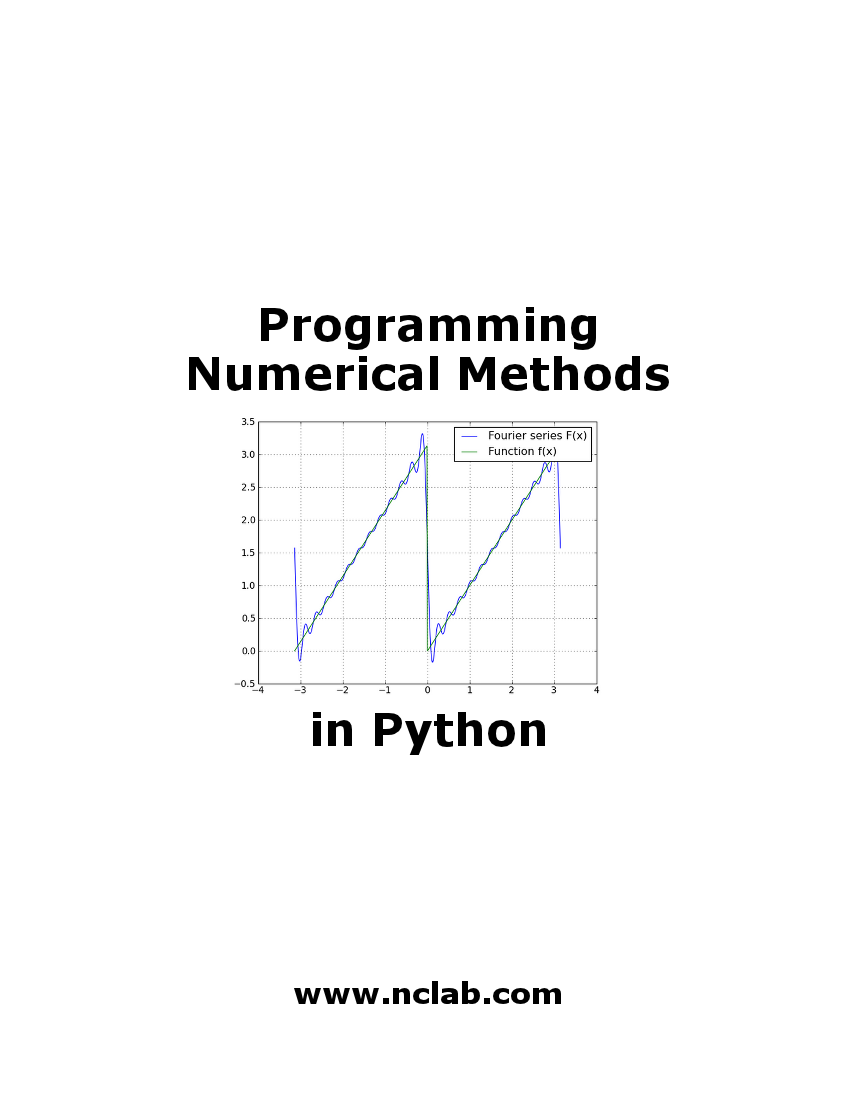 Programming
Numerical Methods
3.5
3.0
2.5
2.0
1.5
1.0
0.5
0.0
−0.5
Fourier series F(x)
Function f(x)
−4 −3 −2 −1 0 1 2 3 4
in Python
www.nclab.com